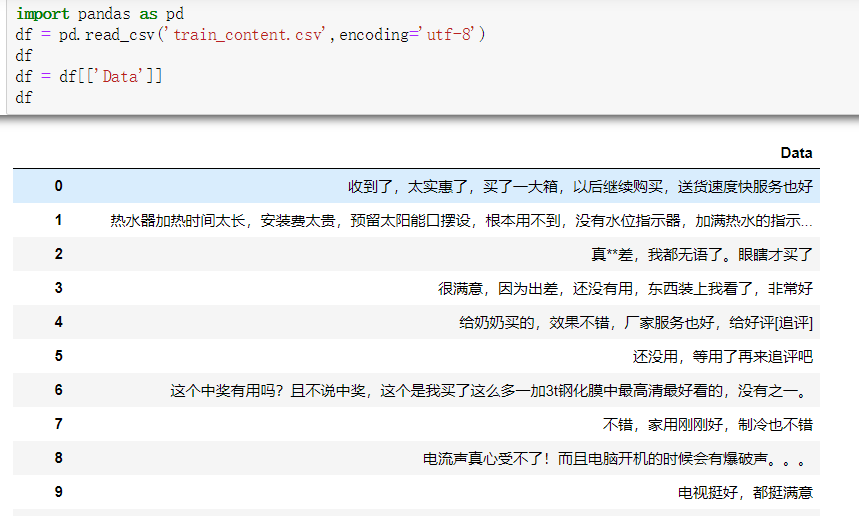 import pandas as pd
df = pd.read_csv('train_content.csv',encoding='utf-8')
df
df = df[['Data']]
df
Data
0 收到了，太实惠了，买了一大箱，以后继续购买，送货速度快服务也好
1 热水器加热时间太长，安装费太贵，预留太阳能口摆设，根本用不到，没有水位指示器，加满热水的指示...
2 真**差，我都无语了。眼瞎才买了
3 很满意，因为出差，还没有用，东西装上我看了，非常好
4 给奶奶买的，效果不错，厂家服务也好，给好评[追评]
5 还没用，等用了再来追评吧
6 这个中奖有用吗？且不说中奖，这个是我买了这么多一加3t钢化膜中最高清最好看的，没有之一。
7 不错，家用刚刚好，制冷也不错
8 电流声真心受不了！而且电脑开机的时候会有爆破声。。。
9 电视挺好，都挺满意